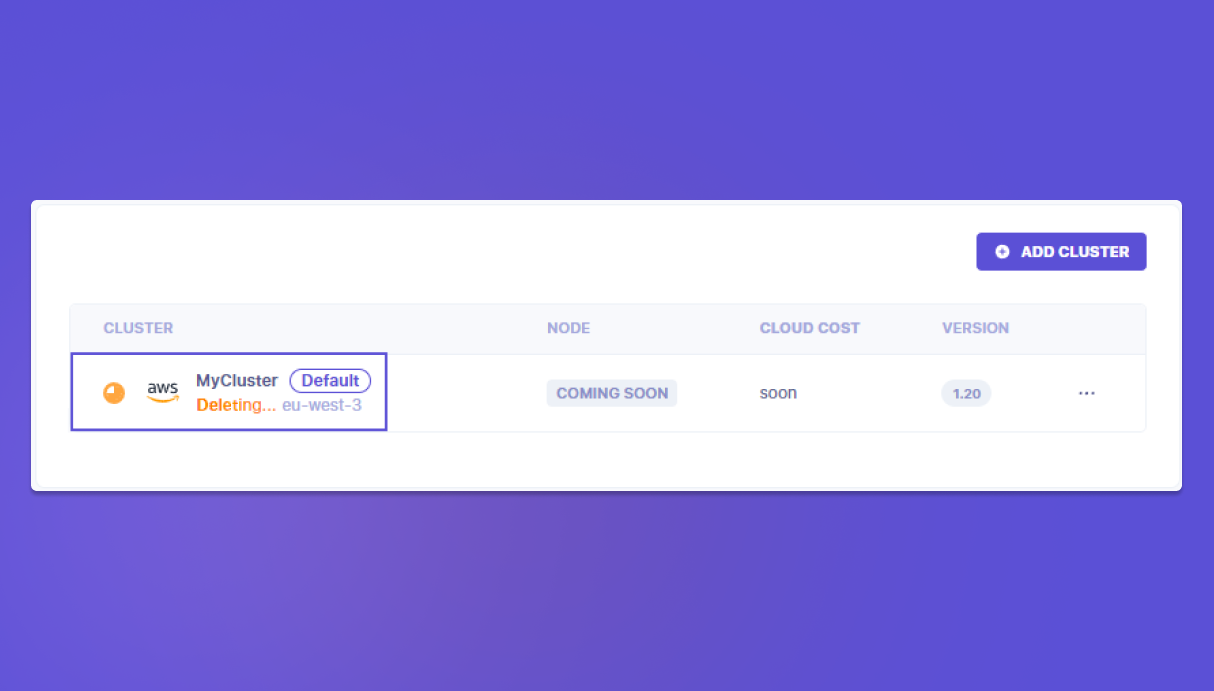 ADD CLUSTER
CLUSTER NODE CLOUD COST VERSION
aws MyCluster Default COMING SOON soon 1.20 ...
Deleting... eu-west-3